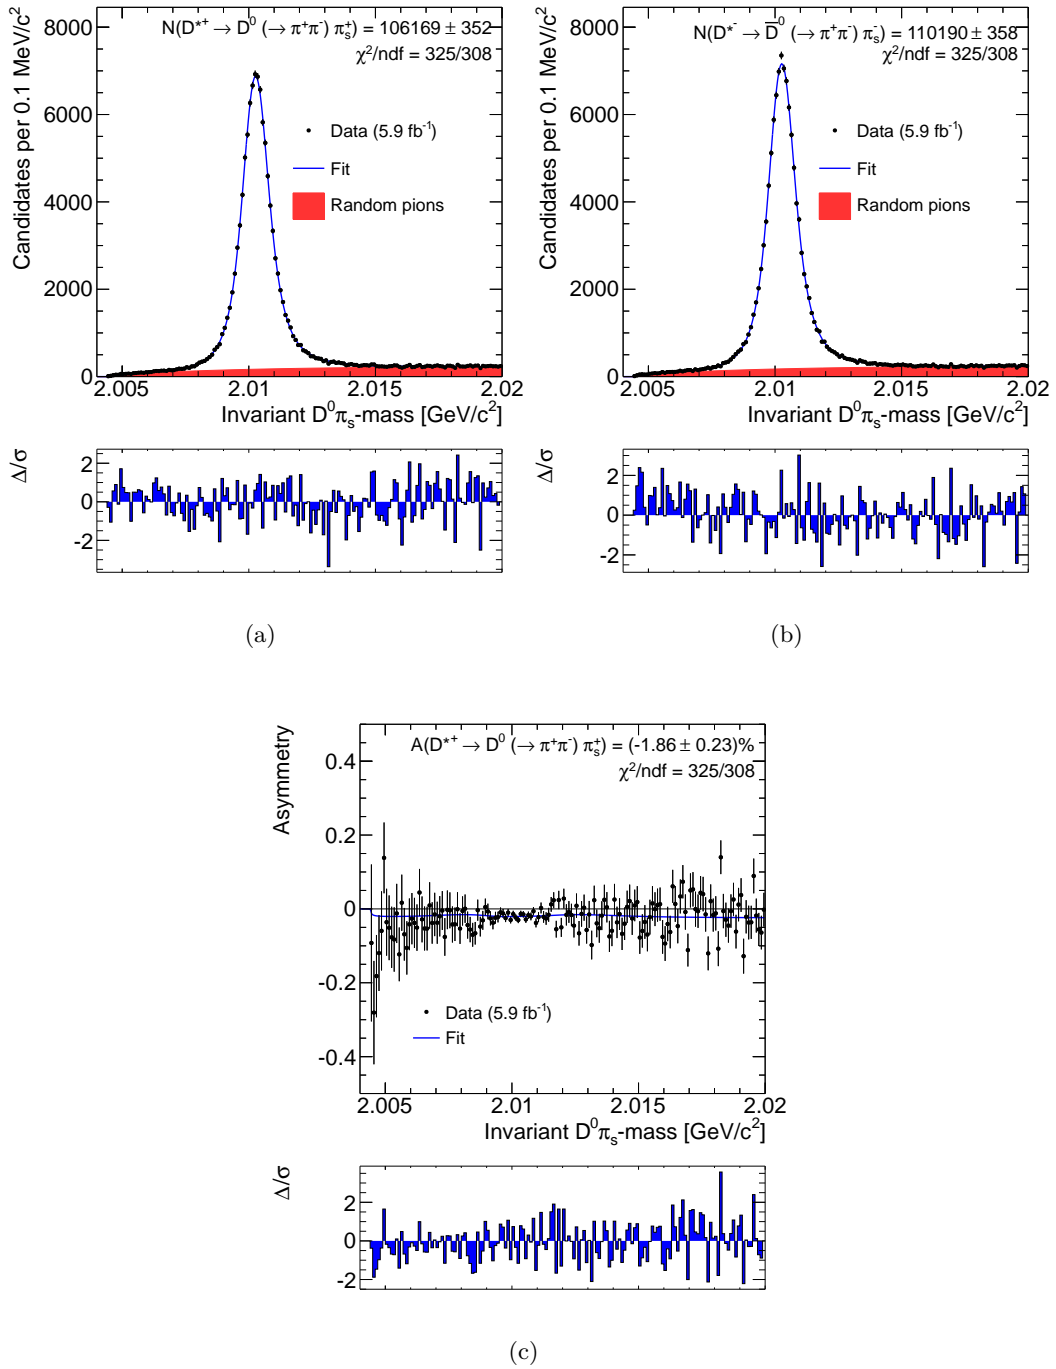 N(D*+ → D0 (→ π+π-) πs+) = 106169 ± 352
χ2/ndf = 325/308
Candidates per 0.1 MeV/c2
8000
6000
4000
2000
0
Data (5.9 fb-1)
Fit
Random pions
2.005 2.01 2.015 2.02
Invariant D0πs-mass [GeV/c2]
Δ/σ
2
0
-2
(a)
N(D*- → D̅0 (→ π+π-) πs-) = 110190 ± 358
χ2/ndf = 325/308
Candidates per 0.1 MeV/c2
8000
6000
4000
2000
0
Data (5.9 fb-1)
Fit
Random pions
2.005 2.01 2.015 2.02
Invariant D0πs-mass [GeV/c2]
Δ/σ
2
0
-2
(b)
A(D*+ → D0 (→ π+π-) πs+) = (-1.86 ± 0.23)%
χ2/ndf = 325/308
Asymmetry
0.4
0.2
0
-0.2
-0.4
Data (5.9 fb-1)
Fit
2.005 2.01 2.015 2.02
Invariant D0πs-mass [GeV/c2]
Δ/σ
2
0
-2
(c)